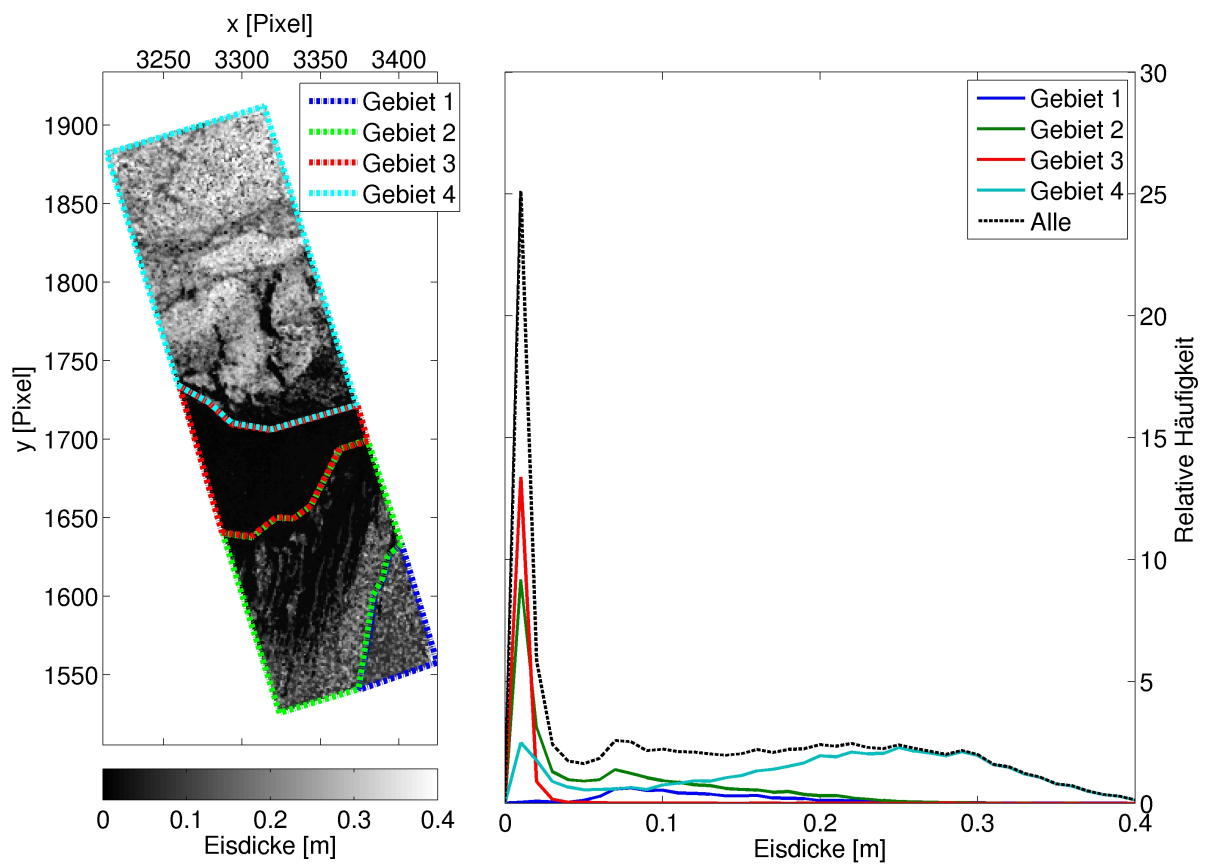 x [Pixel]
3250 3300 3350 3400
1900
1850
1800
1750
1700
1650
1600
1550
y [Pixel]
Gebiet 1
Gebiet 2
Gebiet 3
Gebiet 4
0 0.1 0.2 0.3 0.4
Eisdicke [m]
Gebiet 1
Gebiet 2
Gebiet 3
Gebiet 4
Alle
30
25
20
15
10
5
0
Relative Häufigkeit
0 0.1 0.2 0.3 0.4
Eisdicke [m]